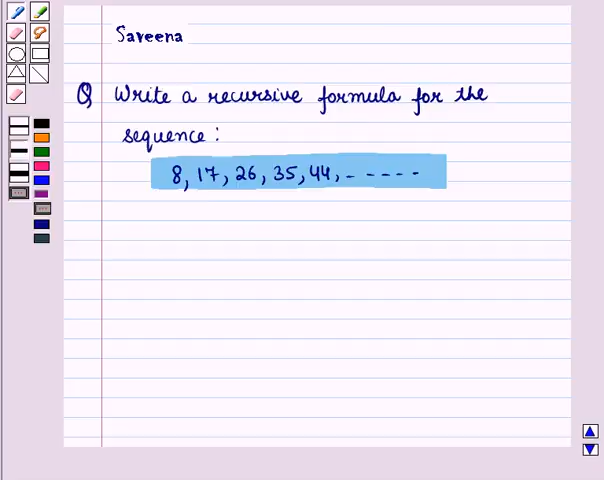 Saveena
Q Write a recursive formula for the
sequence :
8, 17, 26, 35, 44, - - - - - -